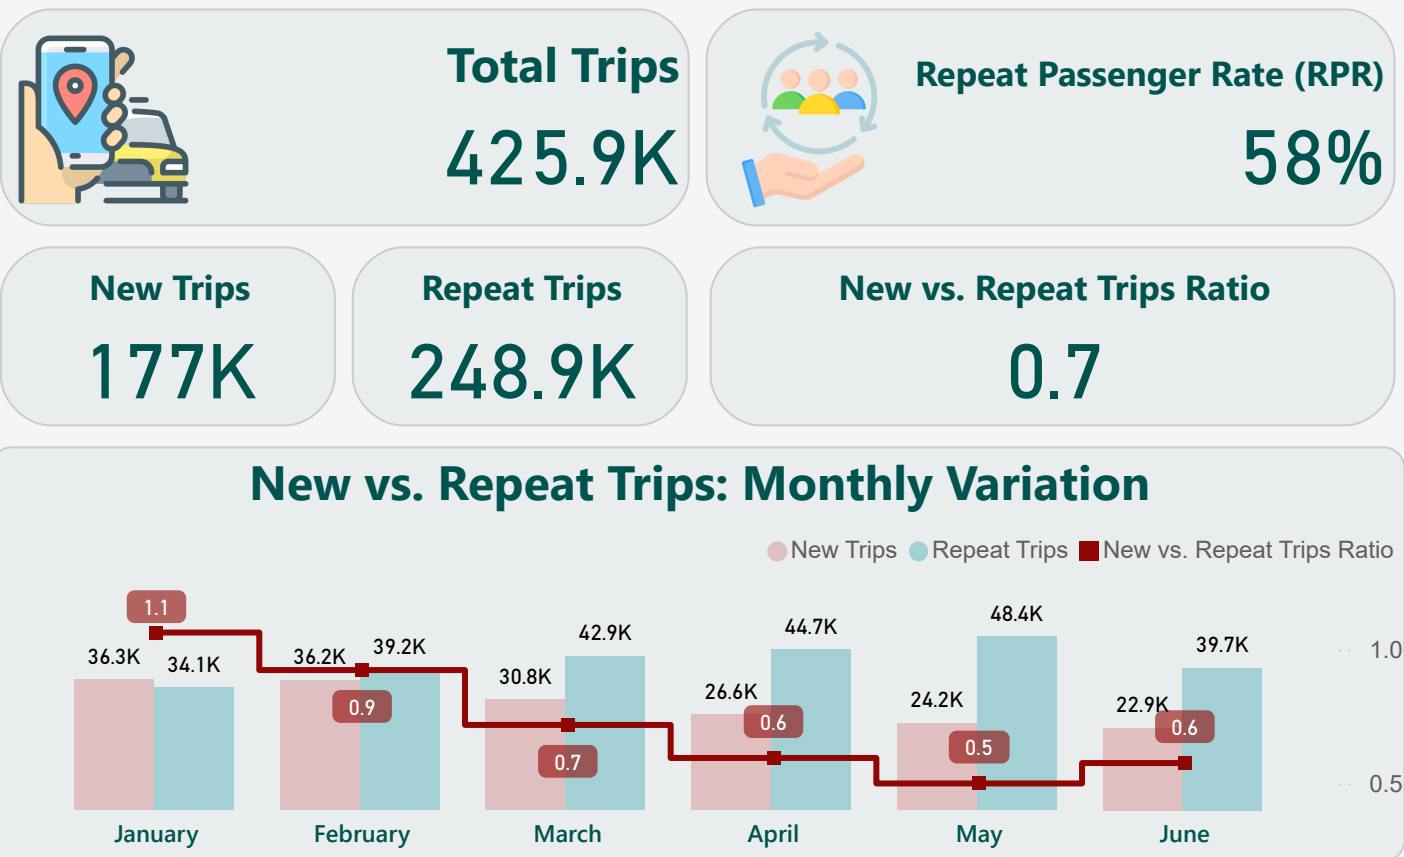 Total Trips
425.9K
Repeat Passenger Rate (RPR)
58%
New Trips
177K
Repeat Trips
248.9K
New vs. Repeat Trips Ratio
0.7
New vs. Repeat Trips: Monthly Variation
New Trips Repeat Trips New vs. Repeat Trips Ratio
1.1
36.3K 34.1K
36.2K 39.2K
0.9
30.8K 42.9K
0.7
26.6K 44.7K
0.6
24.2K 48.4K
0.5
22.9K 39.7K
0.6
1.0
0.5
January February March April May June